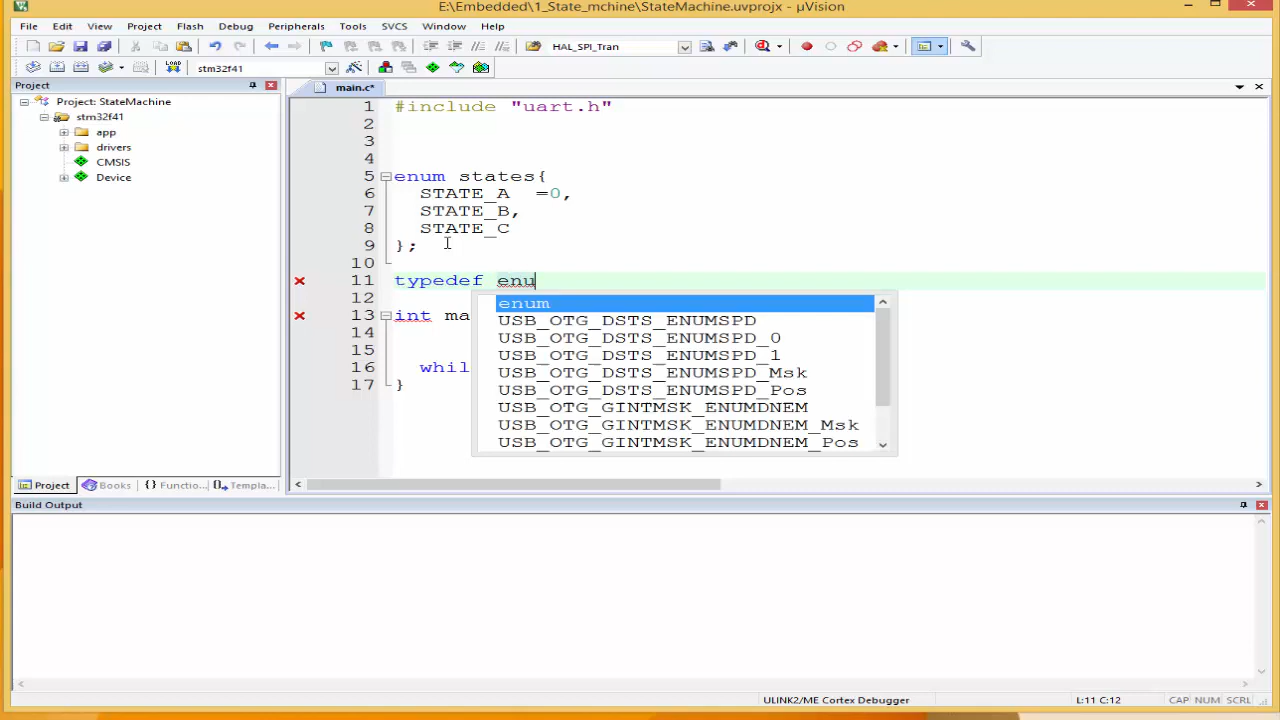 E:\Embedded\1_State_mchine\StateMachine.uvprojx - µVision
File Edit View Project Flash Debug Peripherals Tools SVCS Window Help
HAL_SPI_Tran
LOAD stm32f41
Project
main.c*
Project: StateMachine
stm32f41
app
drivers
CMSIS
Device
1 #include "uart.h"
2
3
4
5 enum states{
6 STATE_A =0,
7 STATE_B,
8 STATE_C
9 };
10
11 typedef enu
12
13 int ma
14
15
16 whil
17 }
enum
USB_OTG_DSTS_ENUMSPD
USB_OTG_DSTS_ENUMSPD_0
USB_OTG_DSTS_ENUMSPD_1
USB_OTG_DSTS_ENUMSPD_Msk
USB_OTG_DSTS_ENUMSPD_Pos
USB_OTG_GINTMSK_ENUMDNEM
USB_OTG_GINTMSK_ENUMDNEM_Msk
USB_OTG_GINTMSK_ENUMDNEM_Pos
Project Books {} Functio... Templa...
Build Output
ULINK2/ME Cortex Debugger L:11 C:12 CAP NUM SCRL